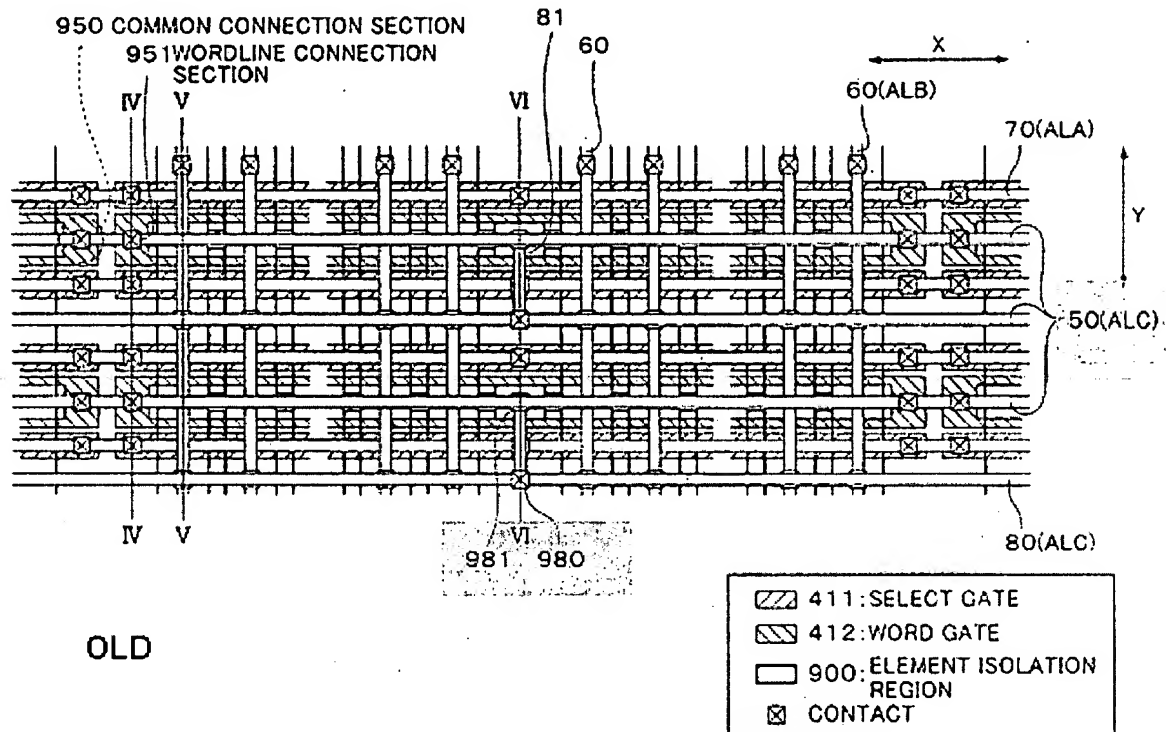 950 COMMON CONNECTION SECTION
951 WORDLINE CONNECTION
SECTION
81
60
X
60(ALB)
70(ALA)
IV
V
VI
Y
50(ALC)
IV
V
VI
981
980
80(ALC)
OLD
411:SELECT GATE
412:WORD GATE
900:ELEMENT ISOLATION
REGION
CONTACT